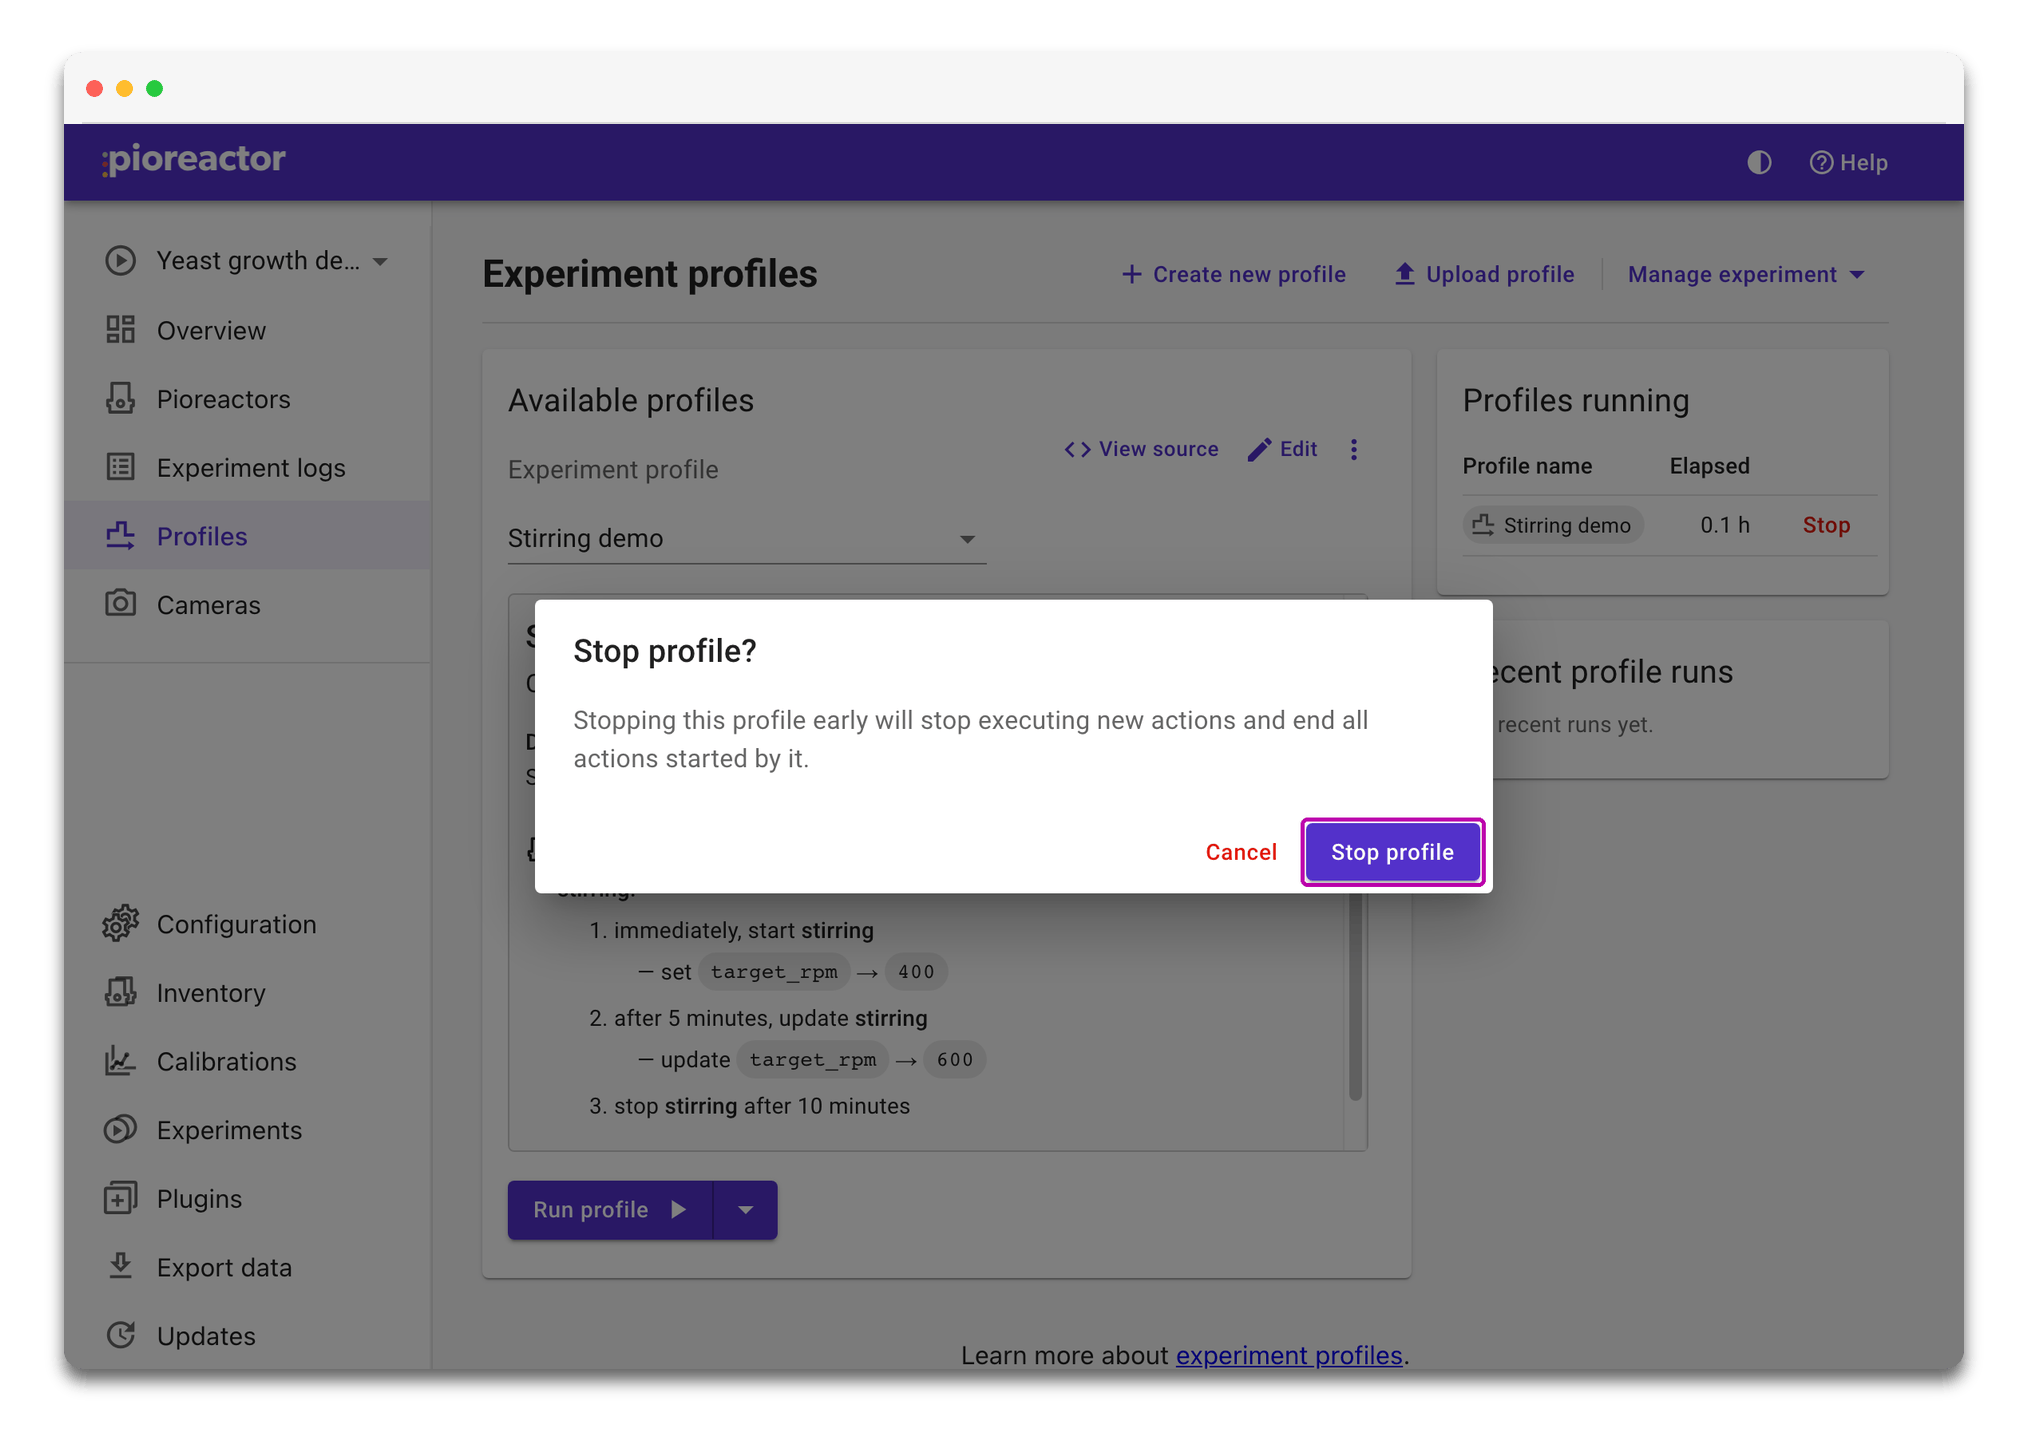 pioreactor
Help
Yeast growth de...
Overview
Pioreactors
Experiment logs
Profiles
Cameras
Configuration
Inventory
Calibrations
Experiments
Plugins
Export data
Updates
Experiment profiles
Create new profile
Upload profile
Manage experiment
Available profiles
View source
Edit
Experiment profile
Stirring demo
Profiles running
Profile name Elapsed
Stirring demo 0.1 h Stop
Stop profile?
Stopping this profile early will stop executing new actions and end all
actions started by it.
Cancel
Stop profile
profile runs
recent runs yet.
1. immediately, start stirring
— set target_rpm → 400
2. after 5 minutes, update stirring
— update target_rpm → 600
3. stop stirring after 10 minutes
Run profile
Learn more about experiment profiles.